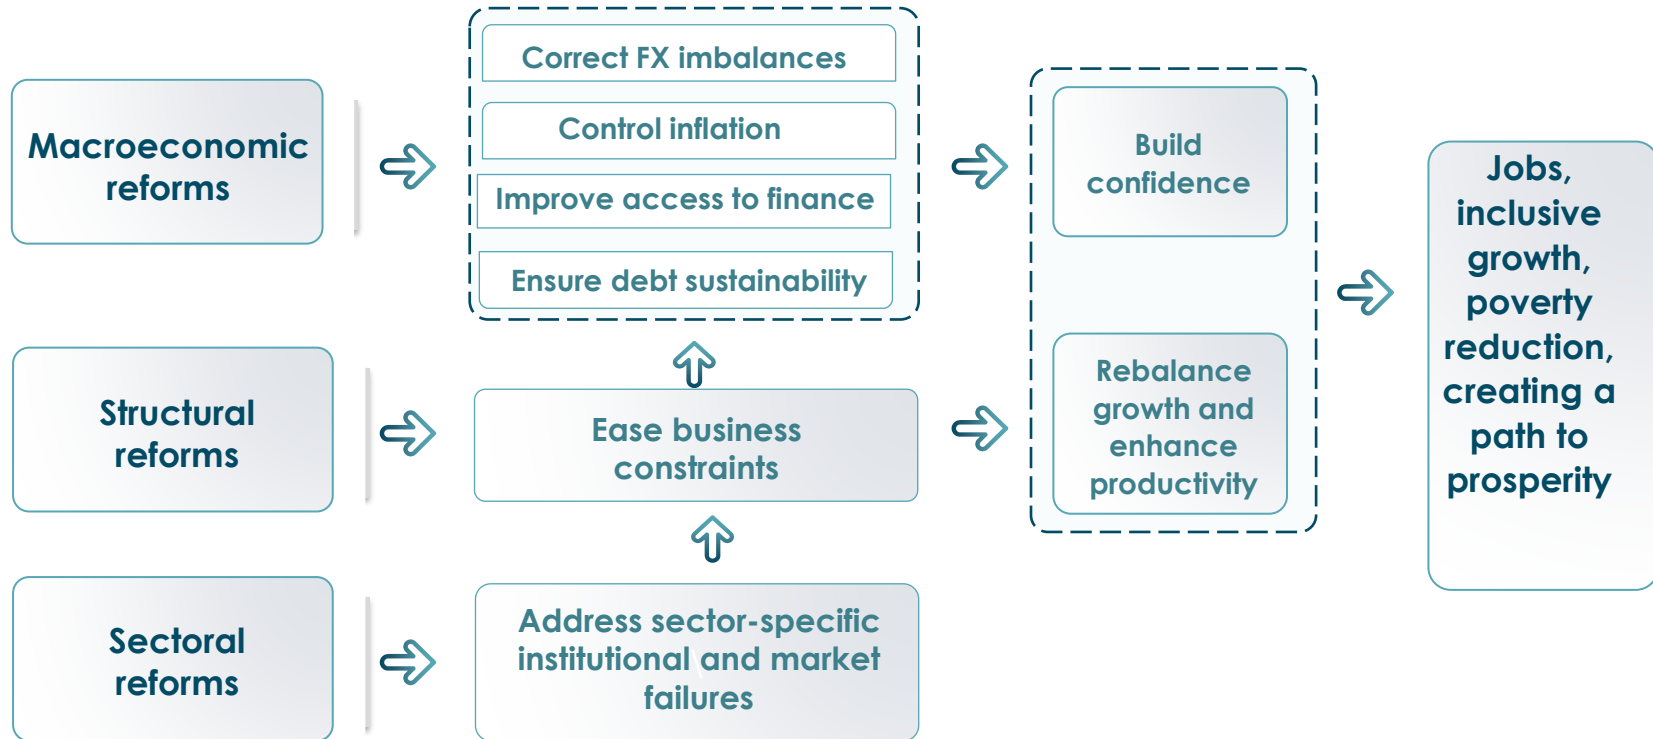 Macroeconomic
reforms
Correct FX imbalances
Control inflation
Improve access to finance
Ensure debt sustainability
Build
confidence
Structural
reforms
Ease business
constraints
Rebalance
growth and
enhance
productivity
Sectoral
reforms
Address sector-specific
institutional and market
failures
Jobs,
inclusive
growth,
poverty
reduction,
creating a
path to
prosperity